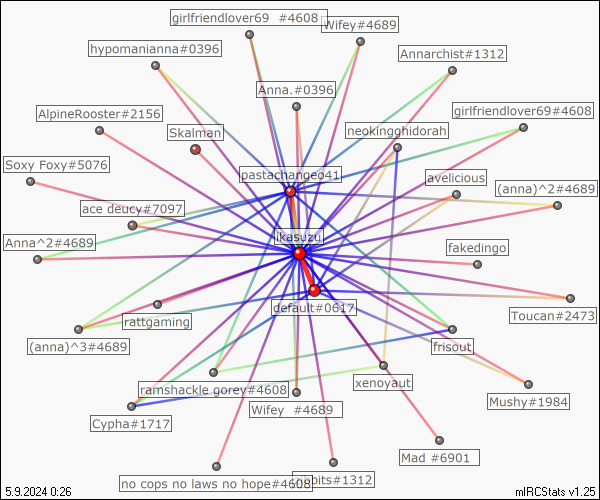 girlfriendlover69 #4608
Wifey#4689
hypomanianna#0396
Annarchist#1312
Anna.#0396
AlpineRooster#2156
girlfriendlover69#4608
Skalman
neokingghidorah
Soxy Foxy#5076
pastachangeo41
avelicious
(anna)^2#4689
ace deucy#7097
Anna^2#4689
ikasuzu
fakedingo
rattgaming
default#0617
Toucan#2473
(anna)^3#4689
frisout
ramshackle gorey#4608
xenoyaut
Mushy#1984
Cypha#1717
Wifey #4689
Mad #6901
no cops no laws no hope#4608
5.9.2024 0:26
mIRCStats v1.25